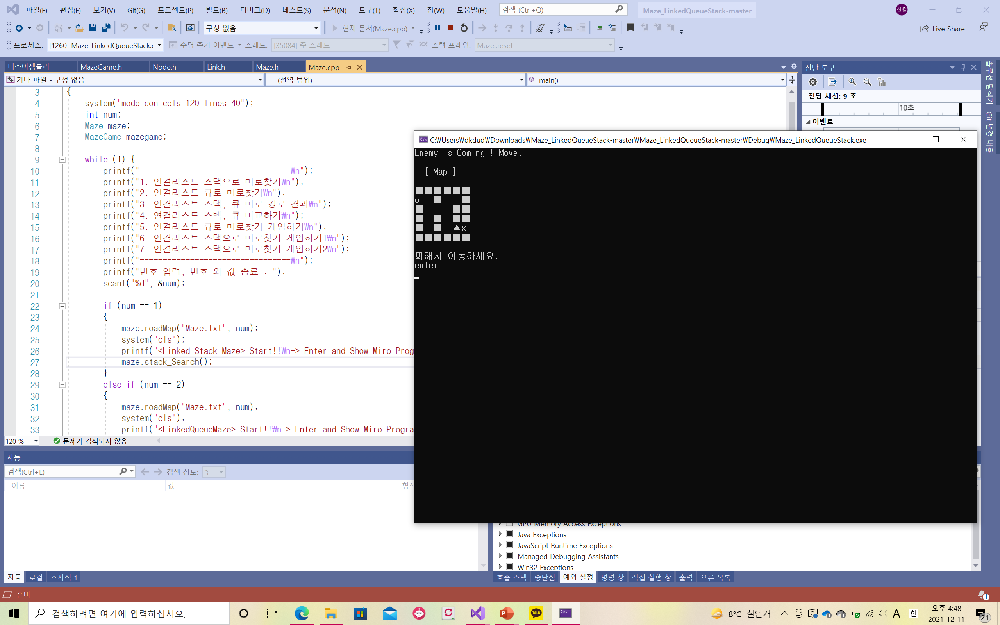 파일(F) 편집(E) 보기(V) Git(G) 프로젝트(P) 빌드(B) 디버그(D) 테스트(S) 분석(N) 도구(T) 확장(X) 창(W) 도움말(H) 검색 (Ctrl+Q) Maze_LinkedQueueStack-master 신컴
구성 없음 현재 문서(Maze.cpp) Live Share
프로세스: [1260] Maze_LinkedQueueStack.e 수명 주기 이벤트 스레드: [35084] 주 스레드 스택 프레임: Maze::reset
디스어셈블리 MazeGame.h Node.h Link.h Maze.h Maze.cpp
기타 파일 - 구성 없음 (전역 범위) main()
3 {
4 system("mode con cols=120 lines=40");
5 int num;
6 Maze maze;
7 MazeGame mazegame;
8
9 while (1) {
10 printf("=================================₩n");
11 printf("1. 연결리스트 스택으로 미로찾기₩n");
12 printf("2. 연결리스트 큐로 미로찾기₩n");
13 printf("3. 연결리스트 스택, 큐 미로 경로 결과₩n");
14 printf("4. 연결리스트 스택, 큐 비교하기₩n");
15 printf("5. 연결리스트 큐로 미로찾기 게임하기₩n");
16 printf("6. 연결리스트 스택으로 미로찾기 게임하기1₩n");
17 printf("7. 연결리스트 스택으로 미로찾기 게임하기2₩n");
18 printf("=================================₩n");
19 printf("번호 입력, 번호 외 값 종료 : ");
20 scanf("%d", &num);
21
22 if (num == 1)
23 {
24 maze.roadMap("Maze.txt", num);
25 system("cls");
26 printf("<Linked Stack Maze> Start!!₩n-> Enter and Show Miro Prog
27 maze.stack_Search();
28 }
29 else if (num == 2)
30 {
31 maze.roadMap("Maze.txt", num);
32 system("cls");
33 printf("<LinkedQueueMaze> Start!!₩n-> Enter and Show Miro Progra
120 % 문제가 검색되지 않음
진단 도구
진단 세션: 9 초
10초
이벤트
솔루션 탐색기
Git 변경 내용
C:₩Users₩dkdud₩Downloads₩Maze_LinkedQueueStack-master₩Maze_LinkedQueueStack-master₩Debug₩Maze_LinkedQueueStack.exe
Enemy is Coming!! Move.
[ Map ]
■■■■■■
o ■ ■
■ ■■
■ ■ ■■
■ ■ ▲x
■■■■■■
피해서 이동하세요.
enter
자동
검색(Ctrl+E) 검색 심도: 3
이름 값 형식
자동 로컬 조사식 1
GPU Memory Access Exceptions
Java Exceptions
JavaScript Runtime Exceptions
Managed Debugging Assistants
Win32 Exceptions
호출 스택 중단점 예외 설정 명령 창 직접 실행 창 출력 오류 목록
준비 1
검색하려면 여기에 입력하십시오. TALK 8°C 실안개 A 한 오후 4:48
2021-12-11 21